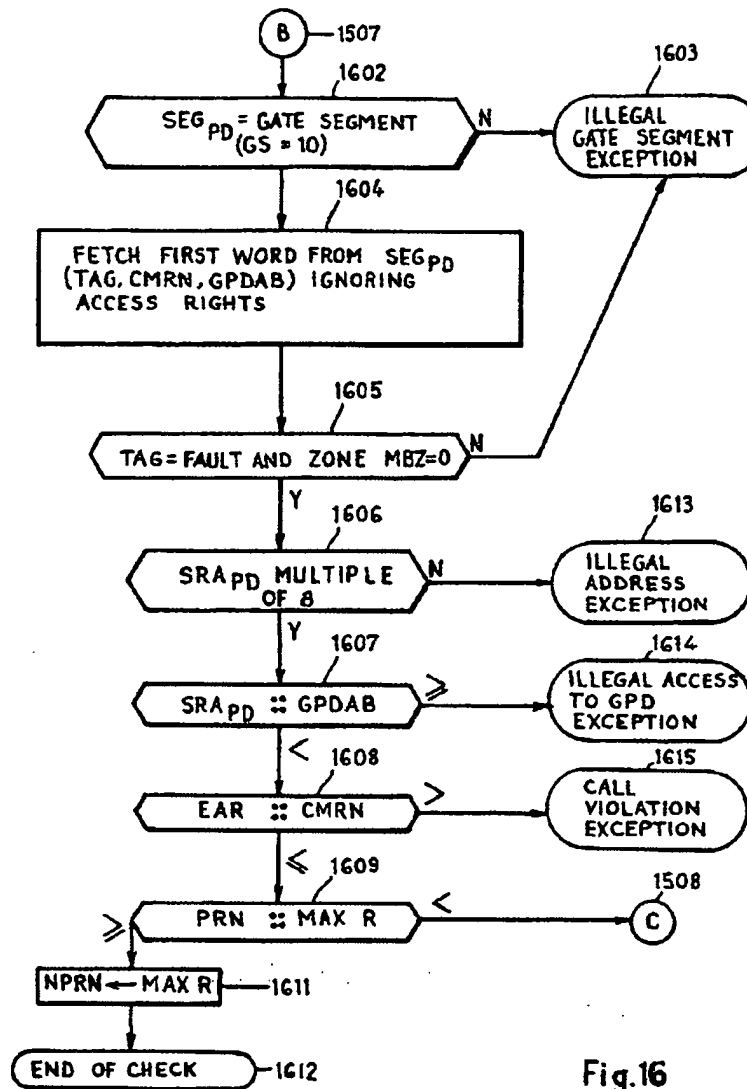 B
1507
1602
1603
SEG PD = GATE SEGMENT
(GS = 10)
N
ILLEGAL
GATE SEGMENT
EXCEPTION
1604
FETCH FIRST WORD FROM SEG PD
(TAG, CMRN, GPDAB) IGNORING
ACCESS RIGHTS
1605
TAG = FAULT AND ZONE MBZ=0
N
Y
1606
1613
SRA PD MULTIPLE
OF 8
N
ILLEGAL
ADDRESS
EXCEPTION
Y
1607
1614
SRA PD :: GPDAB
≥
ILLEGAL ACCESS
TO GPD
EXCEPTION
<
1608
1615
EAR :: CMRN
>
CALL
VIOLATION
EXCEPTION
≤
1609
1508
PRN :: MAX R
<
C
≥
NPRN ← MAX R
1611
END OF CHECK
1612
Fig.16